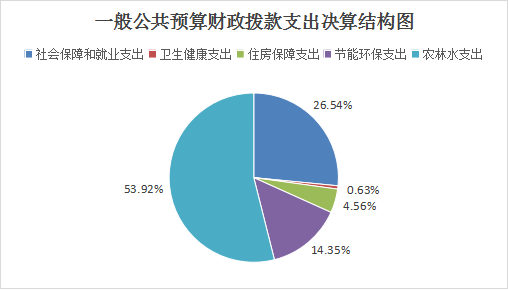 一般公共预算财政拨款支出决算结构图
社会保障和就业支出 卫生健康支出 住房保障支出 节能环保支出 农林水支出
26.54%
0.63%
4.56%
14.35%
53.92%